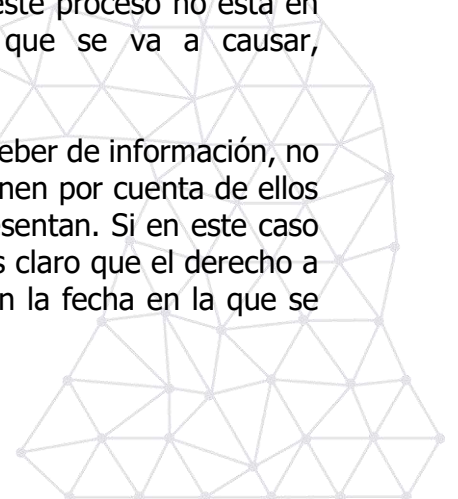 este proceso no está en
que se va a causar,
eber de información, no
nen por cuenta de ellos
sentan. Si en este caso
s claro que el derecho a
n la fecha en la que se